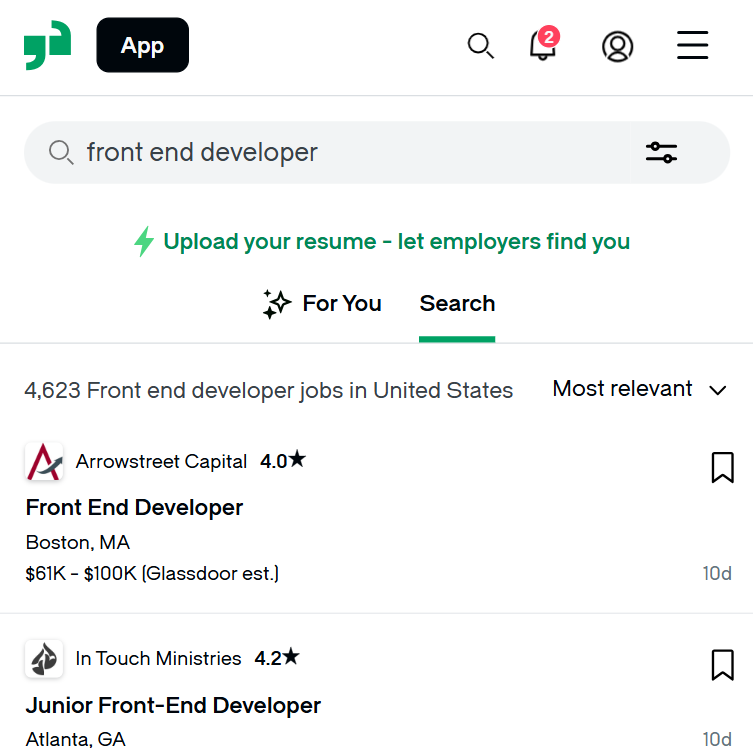 App
2
front end developer
Upload your resume - let employers find you
For You
Search
4,623 Front end developer jobs in United States
Most relevant
Arrowstreet Capital 4.0★
Front End Developer
Boston, MA
$61K - $100K (Glassdoor est.)
10d
In Touch Ministries 4.2★
Junior Front-End Developer
Atlanta, GA
10d